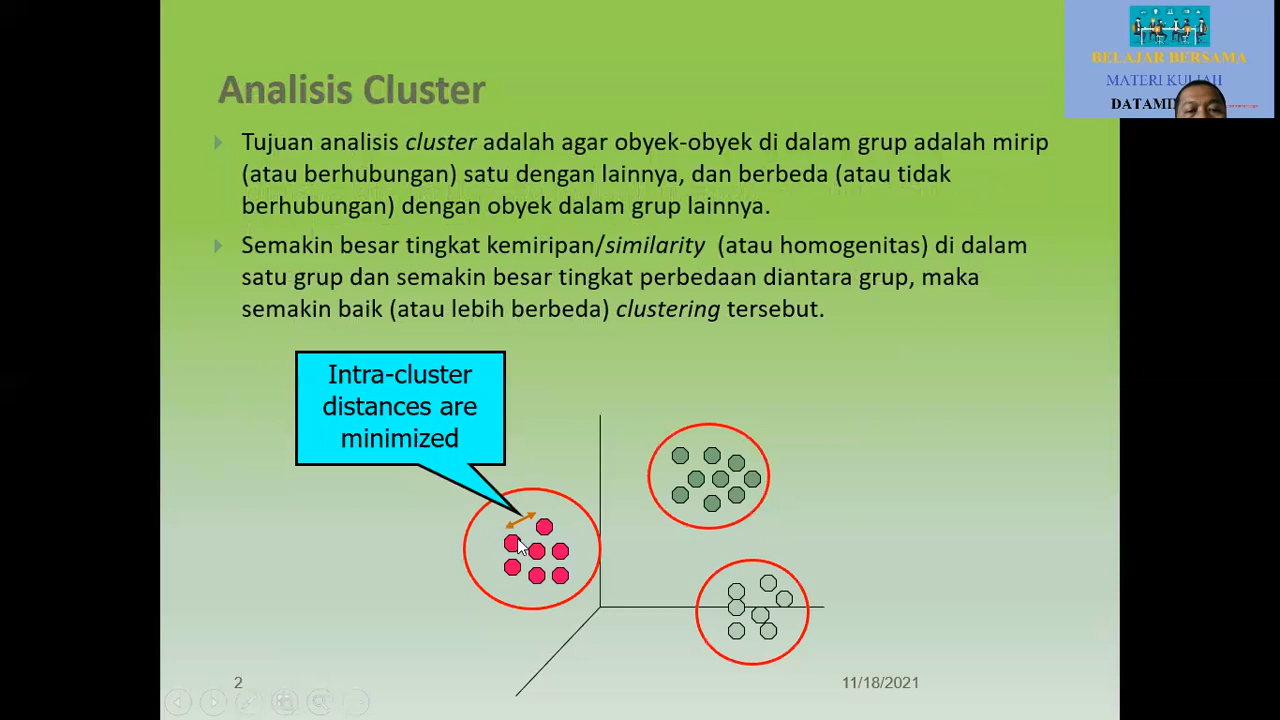 BELAJAR BERSAMA
MATERI KULIAH
Analisis Cluster
Tujuan analisis cluster adalah agar obyek-obyek di dalam grup adalah mirip
(atau berhubungan) satu dengan lainnya, dan berbeda (atau tidak
berhubungan) dengan obyek dalam grup lainnya.
Semakin besar tingkat kemiripan/similarity (atau homogenitas) di dalam
satu grup dan semakin besar tingkat perbedaan diantara grup, maka
semakin baik (atau lebih berbeda) clustering tersebut.
Intra-cluster
distances are
minimized
2
11/18/2021